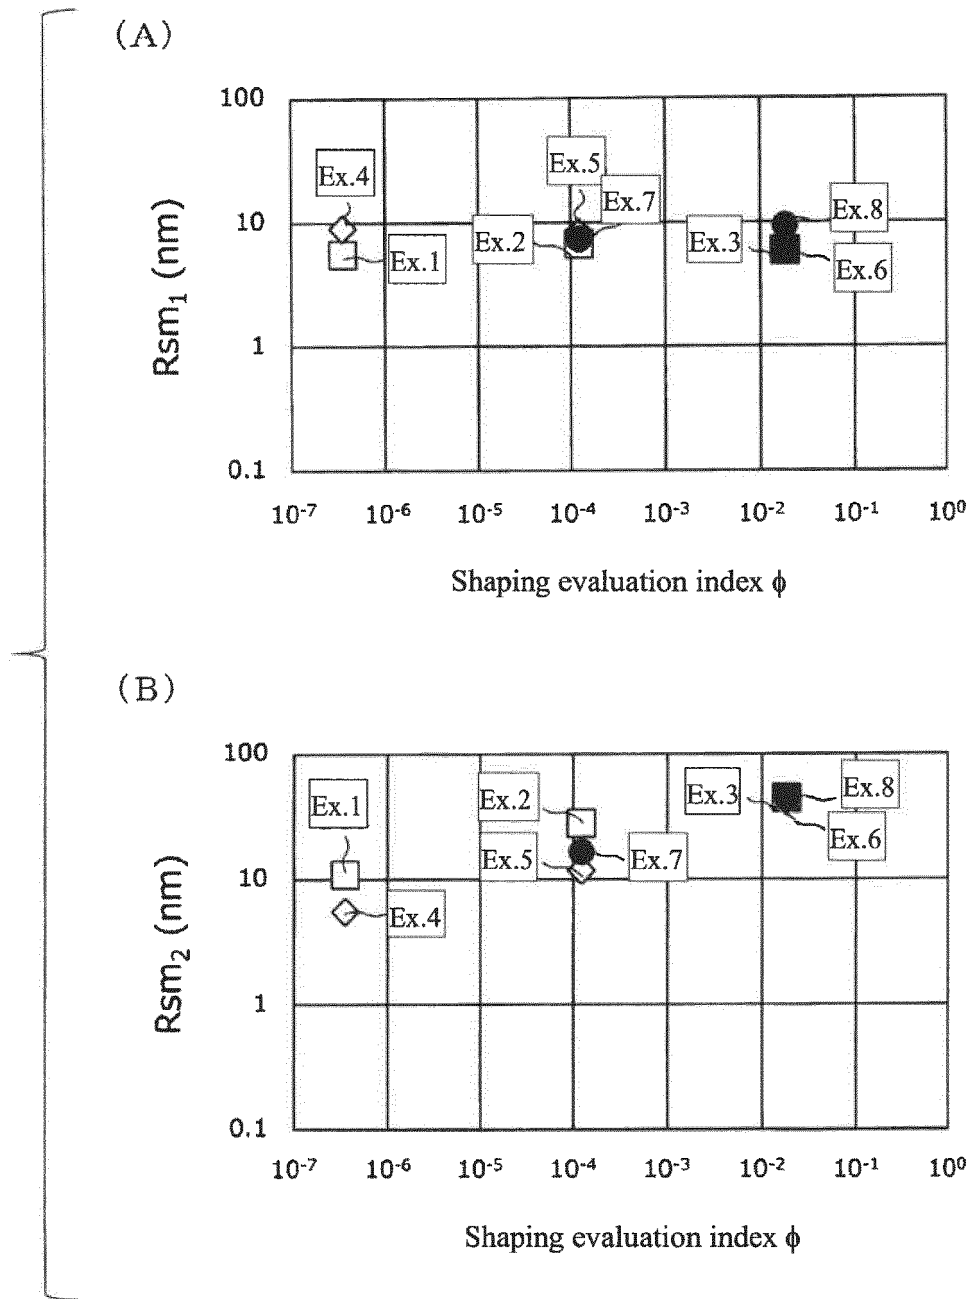 (A)
100
10
1
0.1
Rsm₁ (nm)
Ex.4
Ex.1
Ex.5
Ex.7
Ex.2
Ex.3
Ex.8
Ex.6
10⁻⁷ 10⁻⁶ 10⁻⁵ 10⁻⁴ 10⁻³ 10⁻² 10⁻¹ 10⁰
Shaping evaluation index ϕ
(B)
100
10
1
0.1
Rsm₂ (nm)
Ex.1
Ex.4
Ex.2
Ex.5
Ex.7
Ex.3
Ex.8
Ex.6
10⁻⁷ 10⁻⁶ 10⁻⁵ 10⁻⁴ 10⁻³ 10⁻² 10⁻¹ 10⁰
Shaping evaluation index ϕ